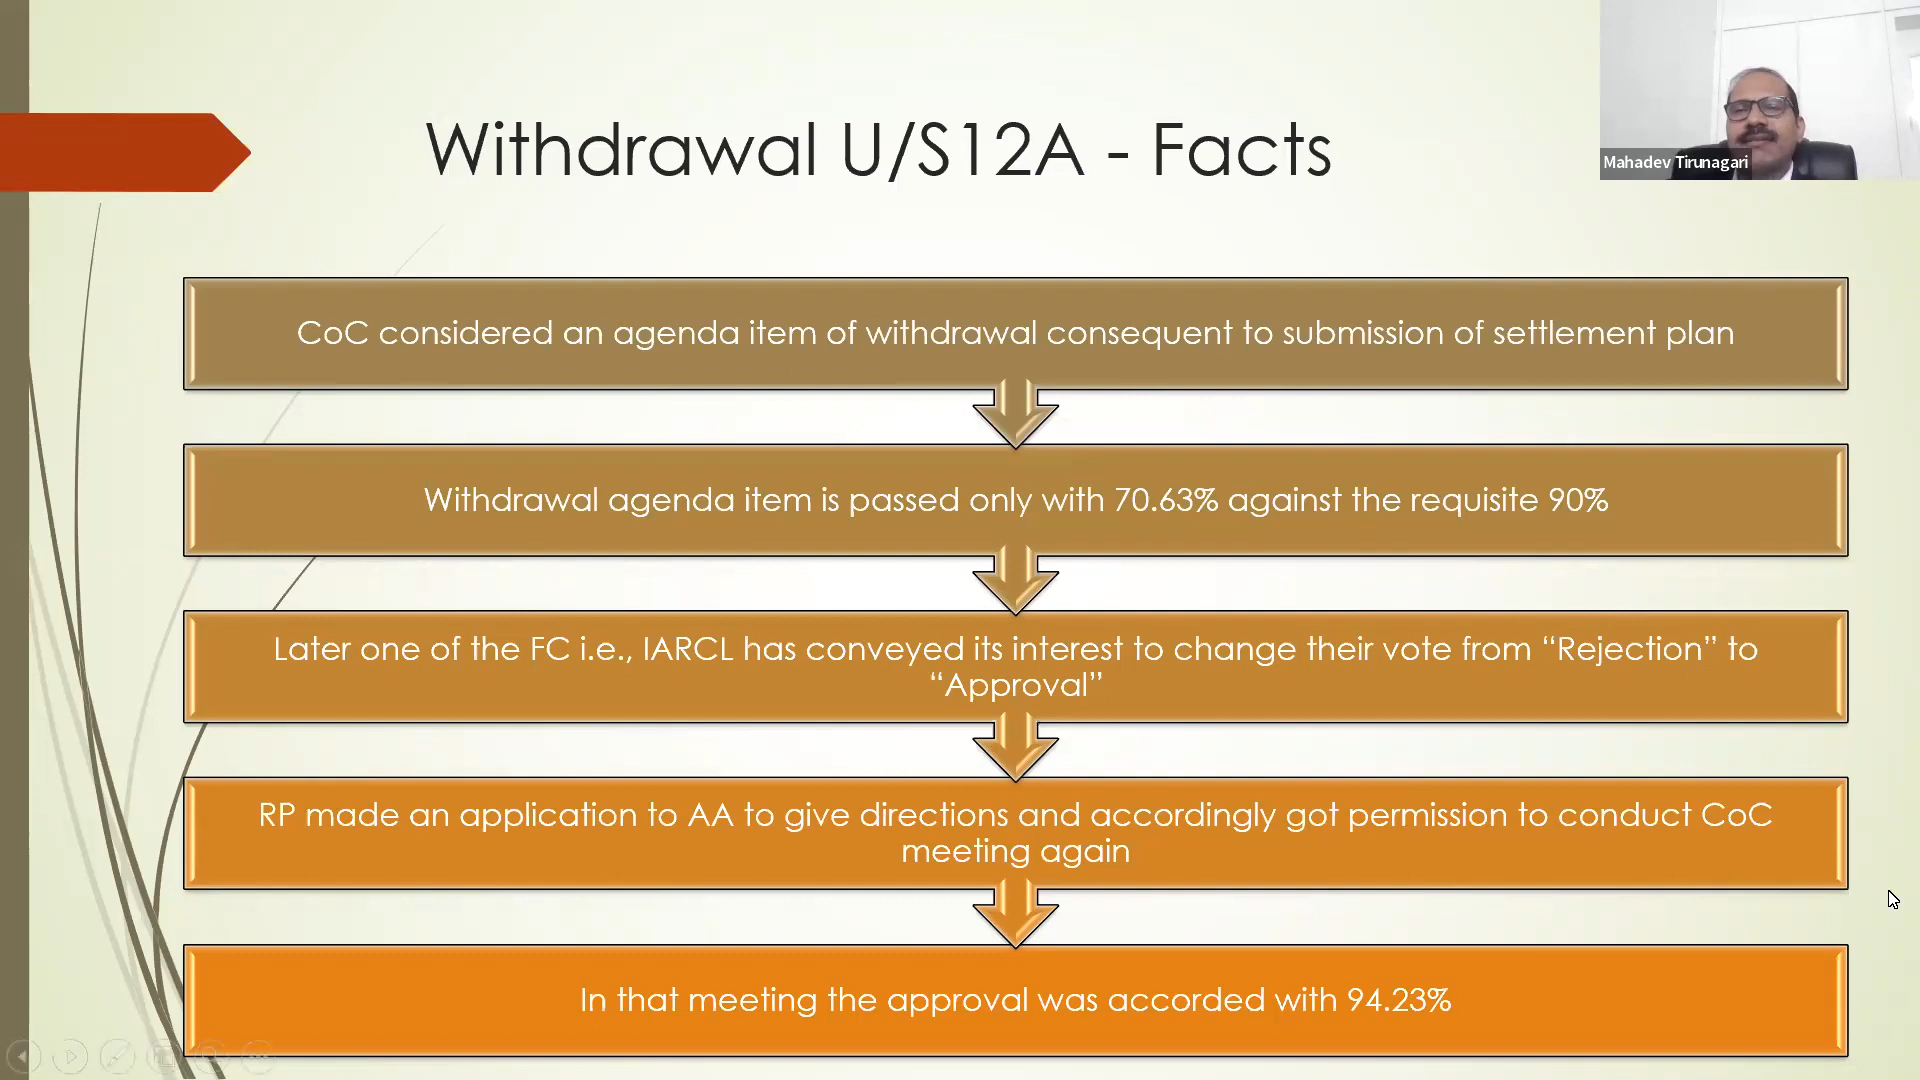 Withdrawal U/S12A - Facts
Mahadev Tirunagari
CoC considered an agenda item of withdrawal consequent to submission of settlement plan
Withdrawal agenda item is passed only with 70.63% against the requisite 90%
Later one of the FC i.e., IARCL has conveyed its interest to change their vote from “Rejection” to
“Approval”
RP made an application to AA to give directions and accordingly got permission to conduct CoC
meeting again
In that meeting the approval was accorded with 94.23%